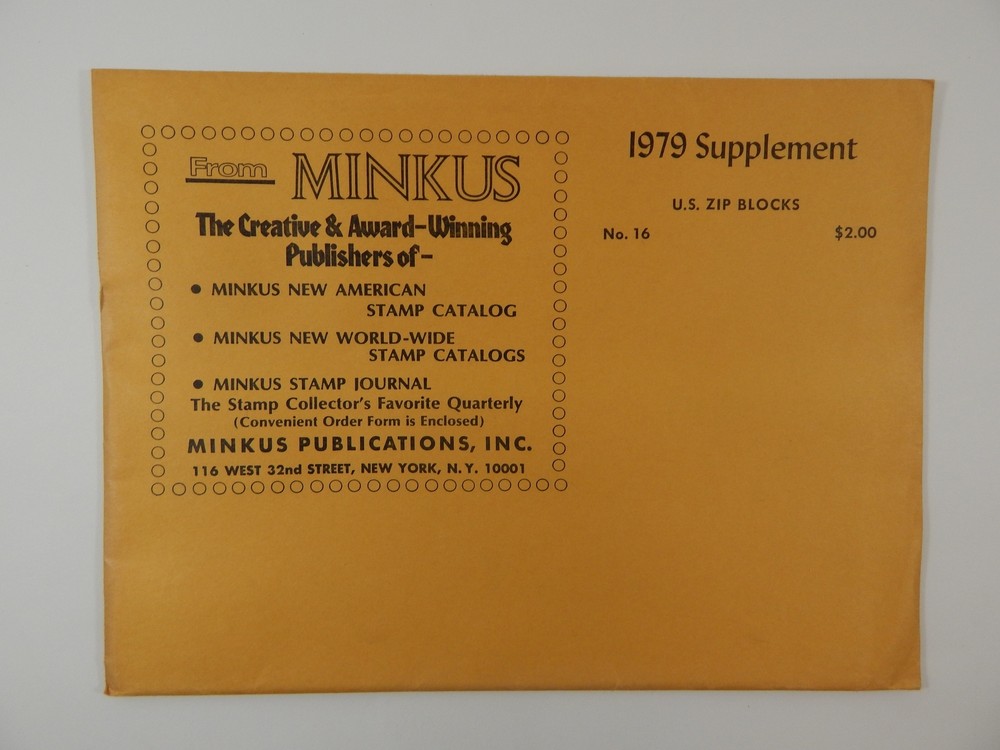 From MINKUS
The Creative & Award-Winning
Publishers of-
● MINKUS NEW AMERICAN
STAMP CATALOG
● MINKUS NEW WORLD-WIDE
STAMP CATALOGS
● MINKUS STAMP JOURNAL
The Stamp Collector's Favorite Quarterly
(Convenient Order Form is Enclosed)
MINKUS PUBLICATIONS, INC.
116 WEST 32nd STREET, NEW YORK, N.Y. 10001
1979 Supplement
U.S. ZIP BLOCKS
No. 16 $2.00